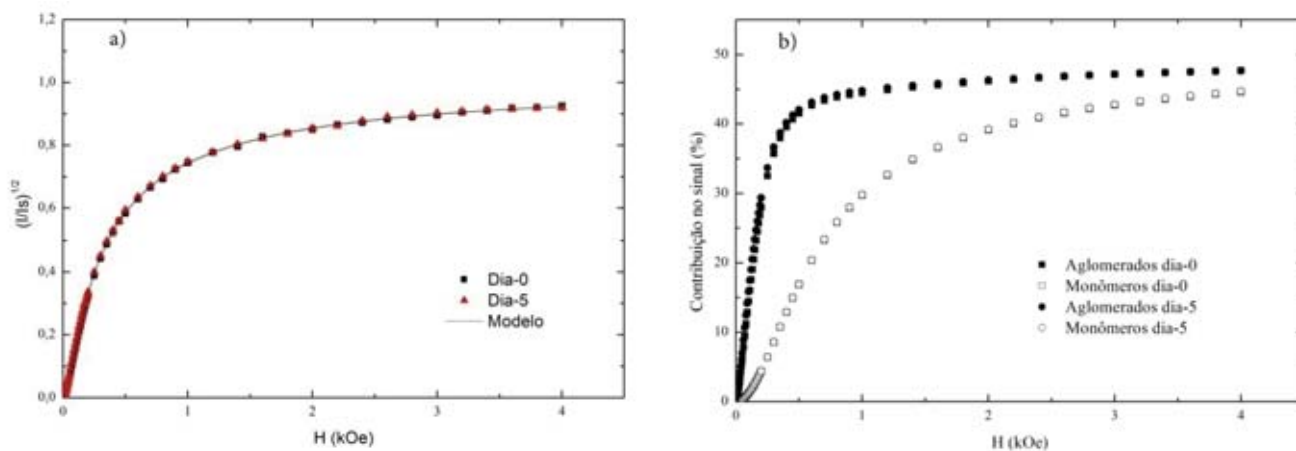 a)
1,2
1,0
0,8
0,6
0,4
0,2
0,0
(I/Is)1/2
Dia-0
Dia-5
Modelo
0
1
2
3
4
H (kOe)
b)
50
40
30
20
10
0
Contribuição no sinal (%)
Aglomerados dia-0
Monômeros dia-0
Aglomerados dia-5
Monômeros dia-5
0
1
2
3
4
H (kOe)